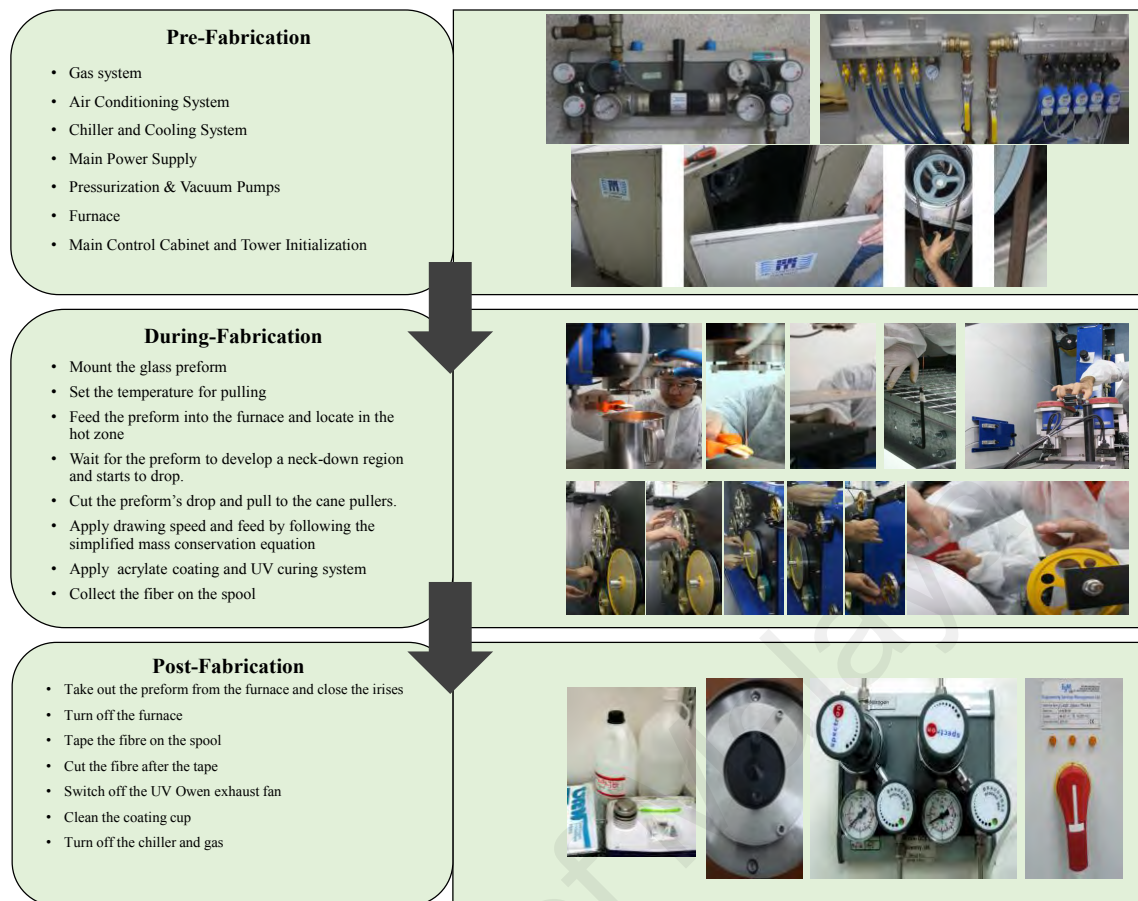 Pre-Fabrication
• Gas system
• Air Conditioning System
• Chiller and Cooling System
• Main Power Supply
• Pressurization & Vacuum Pumps
• Furnace
• Main Control Cabinet and Tower Initialization
During-Fabrication
• Mount the glass preform
• Set the temperature for pulling
• Feed the preform into the furnace and locate in the
hot zone
• Wait for the preform to develop a neck-down region
and starts to drop.
• Cut the preform's drop and pull to the cane pullers.
• Apply drawing speed and feed by following the
simplified mass conservation equation
• Apply acrylate coating and UV curing system
• Collect the fiber on the spool
Post-Fabrication
• Take out the preform from the furnace and close the irises
• Turn off the furnace
• Tape the fibre on the spool
• Cut the fibre after the tape
• Switch off the UV Owen exhaust fan
• Clean the coating cup
• Turn off the chiller and gas
spectron
spectron
of Malay